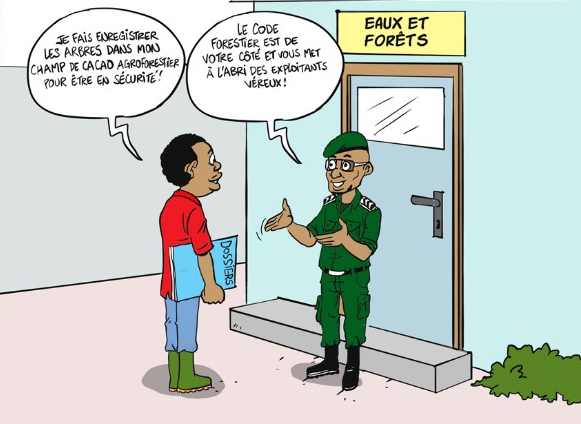 JE FAIS ENREGISTRER
LES ARBRES DANS MON
CHAMP DE CACAO AGROFORESTIER
POUR ÊTRE EN SÉCURITÉ !
LE CODE
FORESTIER EST DE
VOTRE CÔTÉ ET VOUS MET
À L'ABRI DES EXPLOITANTS
VÉREUX !
EAUX ET
FORÊTS
DOSSIERS